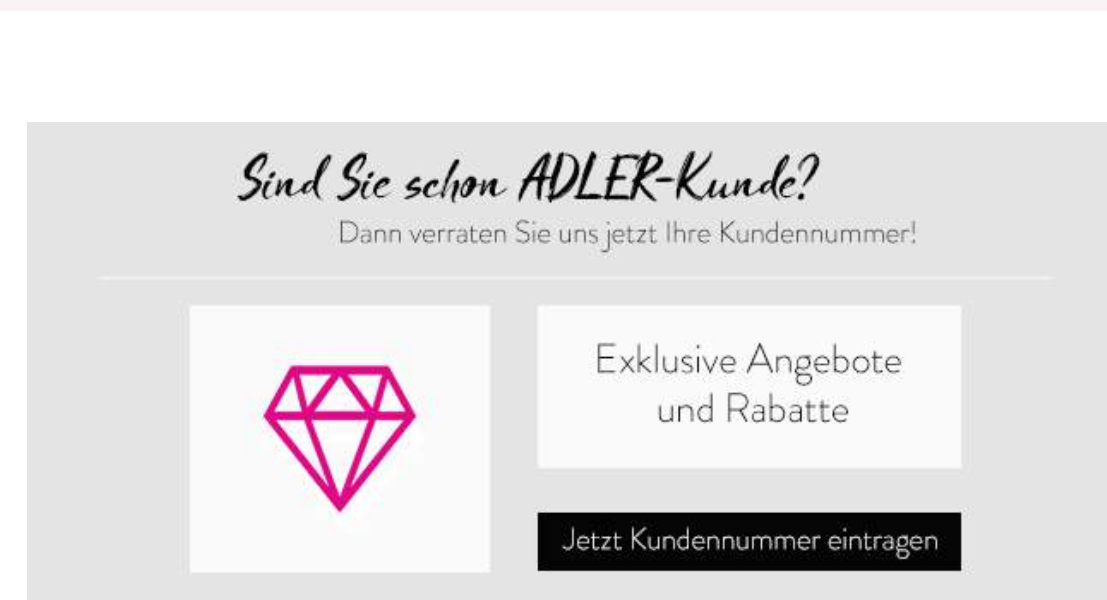 Sind Sie schon ADLER-Kunde?
Dann verraten Sie uns jetzt Ihre Kundennummer!
Exklusive Angebote
und Rabatte
Jetzt Kundennummer eintragen